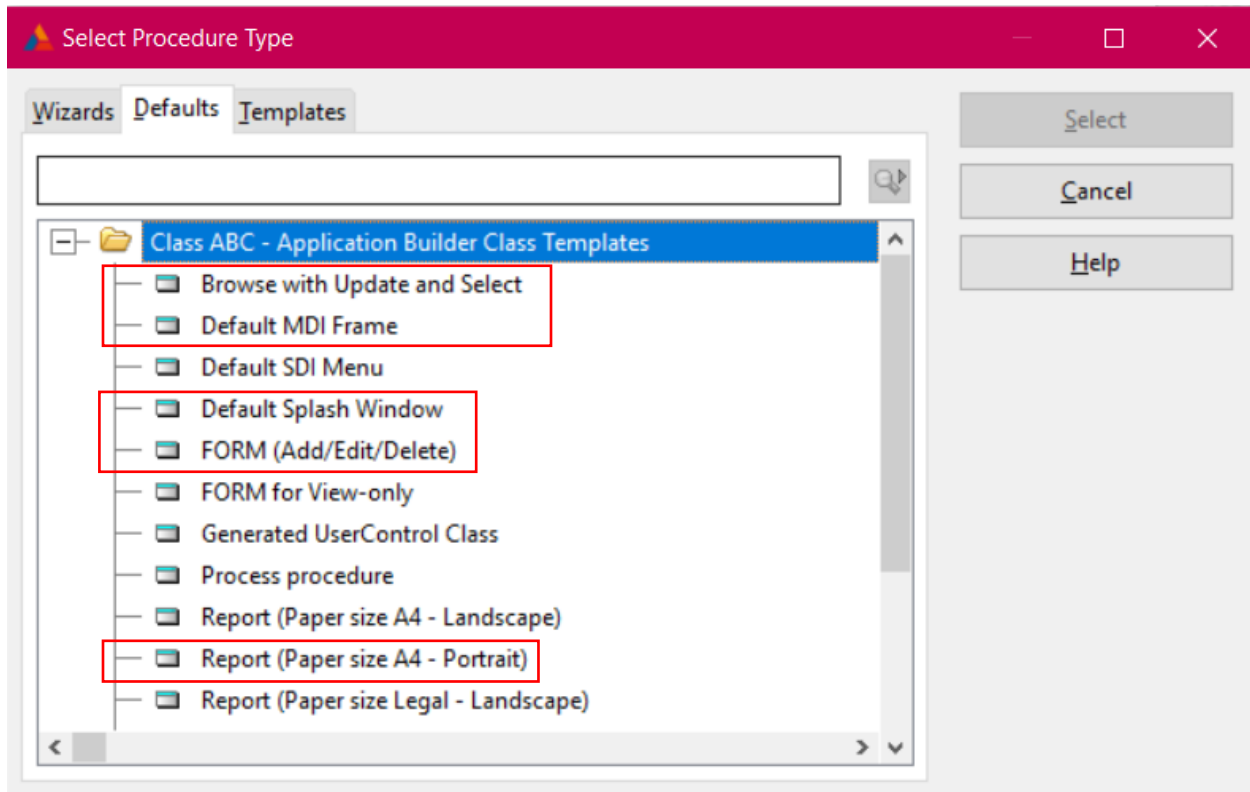 Select Procedure Type
Wizards Defaults Templates
Select
Cancel
Help
Class ABC - Application Builder Class Templates
Browse with Update and Select
Default MDI Frame
Default SDI Menu
Default Splash Window
FORM (Add/Edit/Delete)
FORM for View-only
Generated UserControl Class
Process procedure
Report (Paper size A4 - Landscape)
Report (Paper size A4 - Portrait)
Report (Paper size Legal - Landscape)